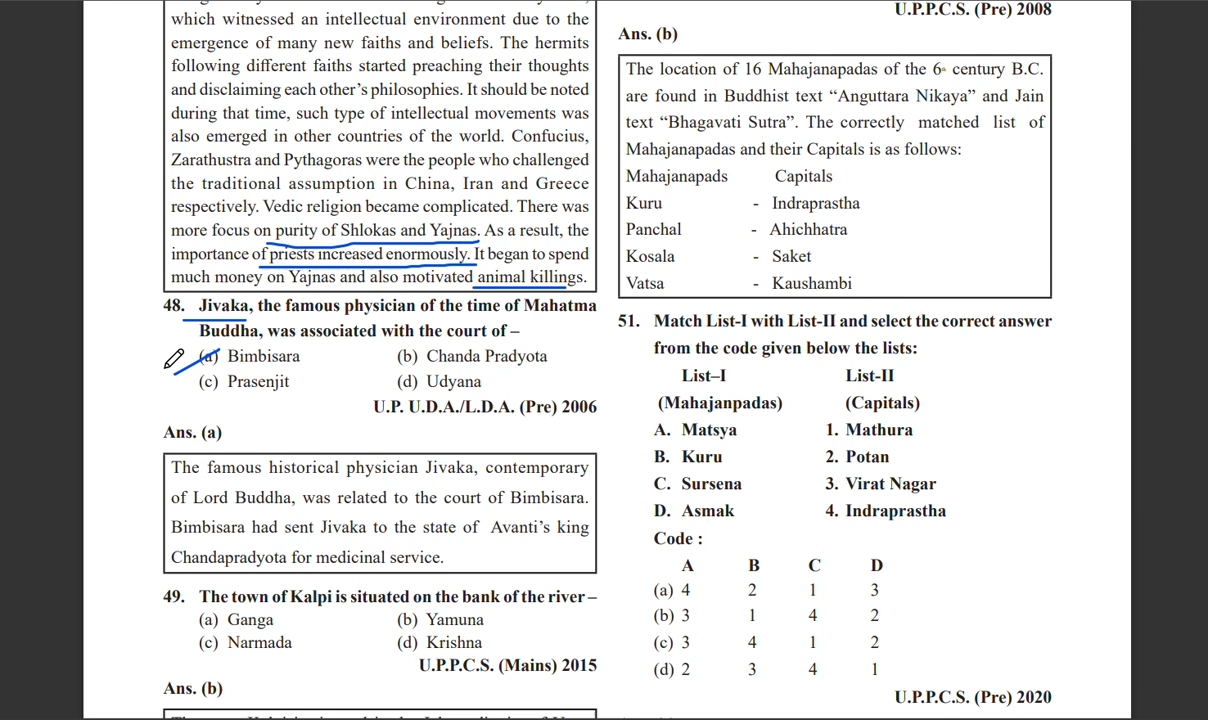 which witnessed an intellectual environment due to the
emergence of many new faiths and beliefs. The hermits
following different faiths started preaching their thoughts
and disclaiming each other's philosophies. It should be noted
during that time, such type of intellectual movements was
also emerged in other countries of the world. Confucius,
Zarathustra and Pythagoras were the people who challenged
the traditional assumption in China, Iran and Greece
respectively. Vedic religion became complicated. There was
more focus on purity of Shlokas and Yajnas. As a result, the
importance of priests increased enormously. It began to spend
much money on Yajnas and also motivated animal killings.
48. Jivaka, the famous physician of the time of Mahatma
Buddha, was associated with the court of –
(a) Bimbisara (b) Chanda Pradyota
(c) Prasenjit (d) Udyana
U.P. U.D.A./L.D.A. (Pre) 2006
Ans. (a)
The famous historical physician Jivaka, contemporary
of Lord Buddha, was related to the court of Bimbisara.
Bimbisara had sent Jivaka to the state of Avanti's king
Chandapradyota for medicinal service.
49. The town of Kalpi is situated on the bank of the river –
(a) Ganga (b) Yamuna
(c) Narmada (d) Krishna
U.P.P.C.S. (Mains) 2015
Ans. (b)
U.P.P.C.S. (Pre) 2008
Ans. (b)
The location of 16 Mahajanapadas of the 6 century B.C.
are found in Buddhist text “Anguttara Nikaya” and Jain
text “Bhagavati Sutra”. The correctly matched list of
Mahajanapadas and their Capitals is as follows:
Mahajanapads Capitals
Kuru - Indraprastha
Panchal - Ahichhatra
Kosala - Saket
Vatsa - Kaushambi
51. Match List-I with List-II and select the correct answer
from the code given below the lists:
List–I List-II
(Mahajanpadas) (Capitals)
A. Matsya 1. Mathura
B. Kuru 2. Potan
C. Sursena 3. Virat Nagar
D. Asmak 4. Indraprastha
Code :
A B C D
(a) 4 2 1 3
(b) 3 1 4 2
(c) 3 4 1 2
(d) 2 3 4 1
U.P.P.C.S. (Pre) 2020